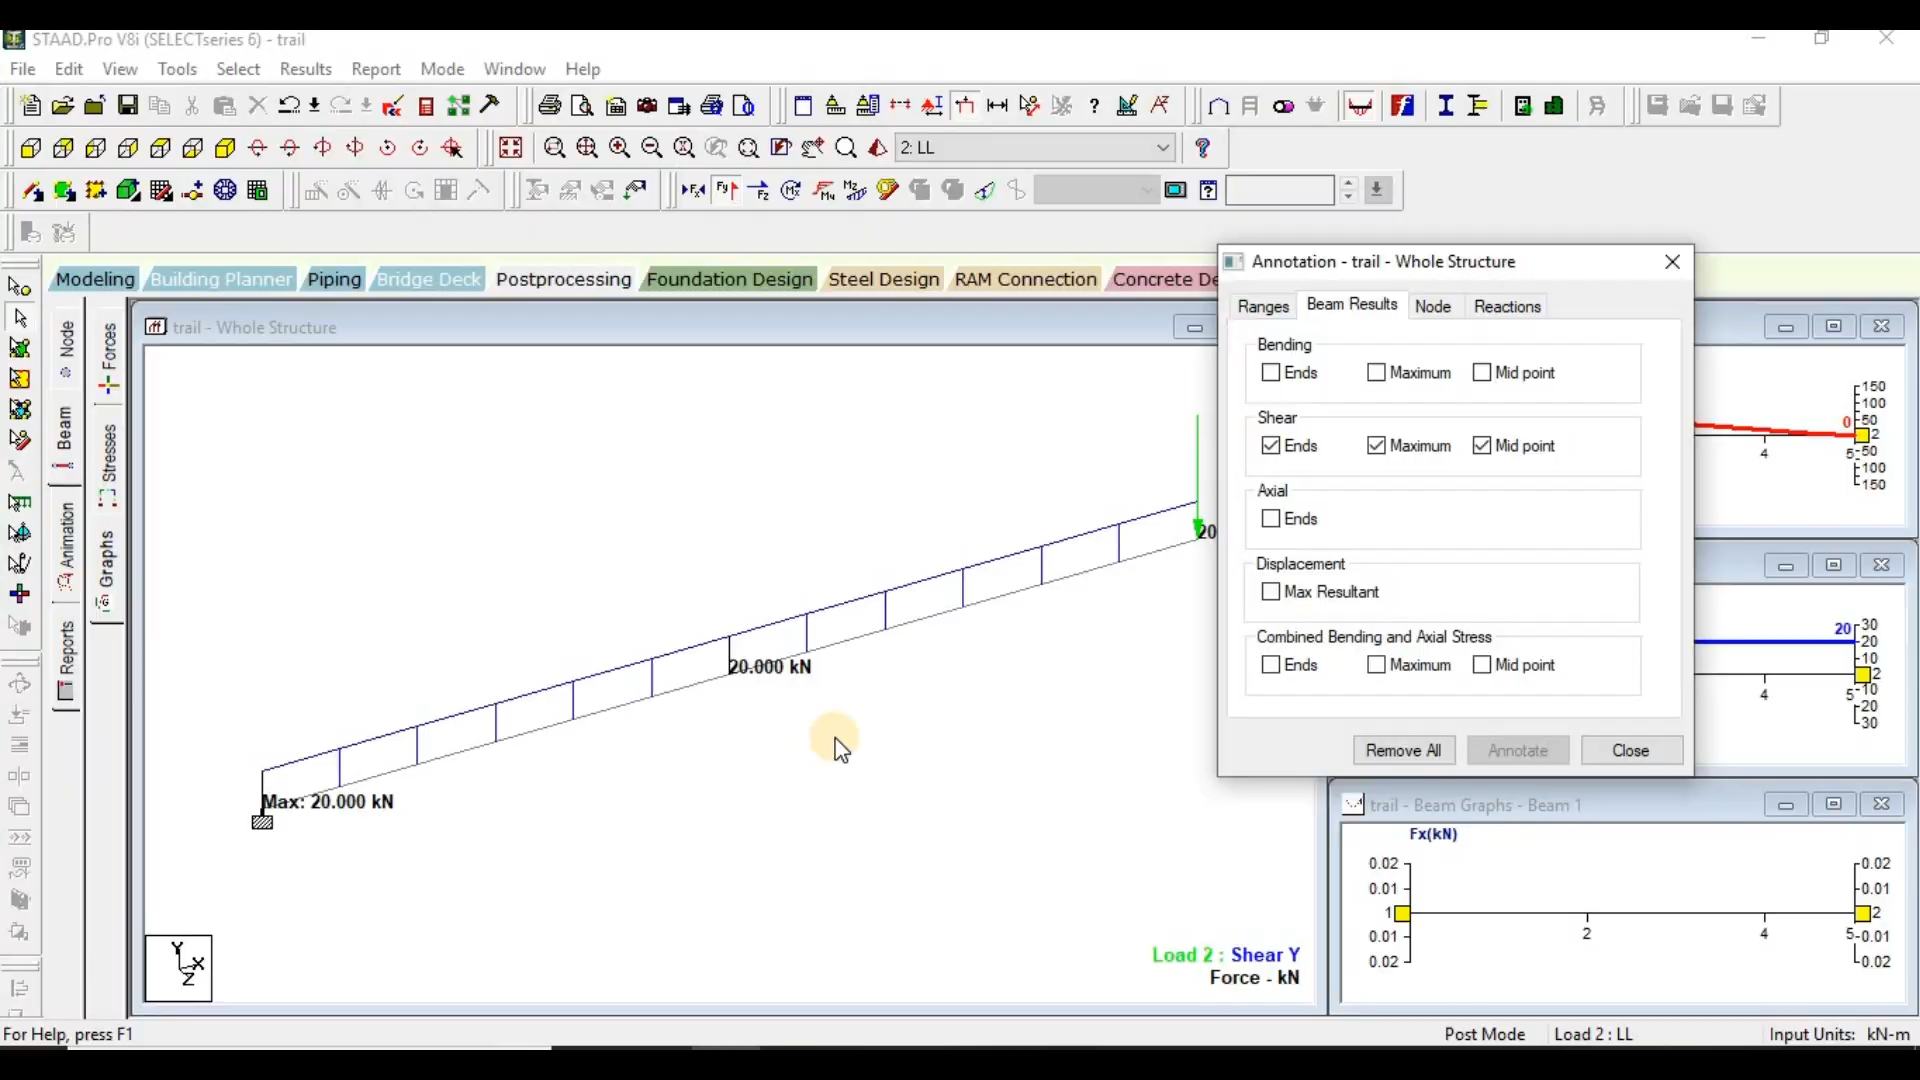 STAAD.Pro V8i (SELECTseries 6) - trail
File Edit View Tools Select Results Report Mode Window Help
2: LL
Modeling Building Planner Piping Bridge Deck Postprocessing Foundation Design Steel Design RAM Connection Concrete De
Node
Beam
Animation
Reports
Forces
Stresses
Graphs
trail - Whole Structure
20
20.000 kN
Max: 20.000 kN
Y
X
Z
Load 2 : Shear Y
Force - kN
Annotation - trail - Whole Structure
Ranges Beam Results Node Reactions
Bending
Ends Maximum Mid point
Shear
Ends Maximum Mid point
Axial
Ends
Displacement
Max Resultant
Combined Bending and Axial Stress
Ends Maximum Mid point
Remove All Annotate Close
150
100
0 50
2
4 5 50
100
150
30
20 20
10
2
4 5 10
20
30
trail - Beam Graphs - Beam 1
Fx(kN)
0.02 0.02
0.01 0.01
1 2
0.01 2 4 5 0.01
0.02 0.02
For Help, press F1
Post Mode Load 2 : LL Input Units: kN-m